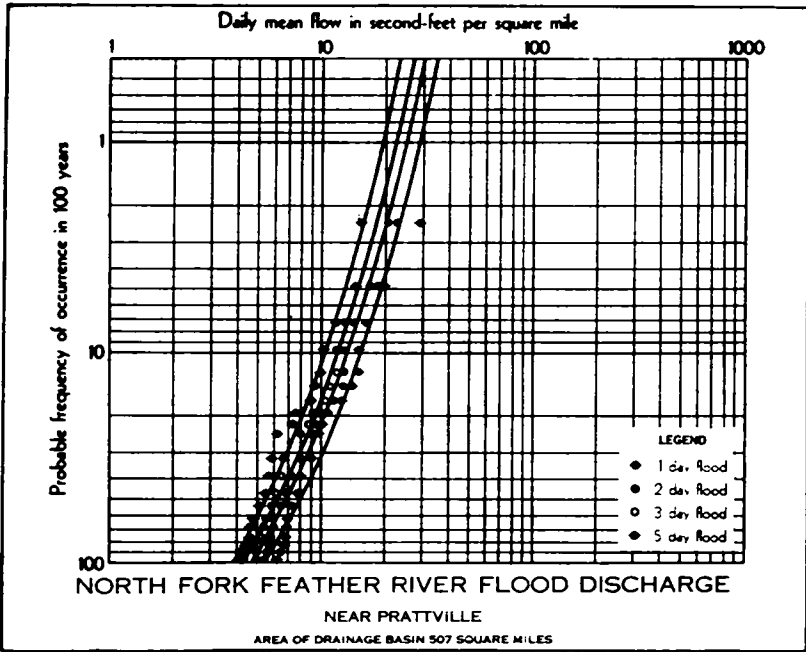 Daily mean flow in second-feet per square mile
1 10 100 1000
Probable frequency of occurrence in 100 years
1
10
100
LEGEND
1 day flood
2 day flood
3 day flood
5 day flood
NORTH FORK FEATHER RIVER FLOOD DISCHARGE
NEAR PRATTVILLE
AREA OF DRAINAGE BASIN 507 SQUARE MILES